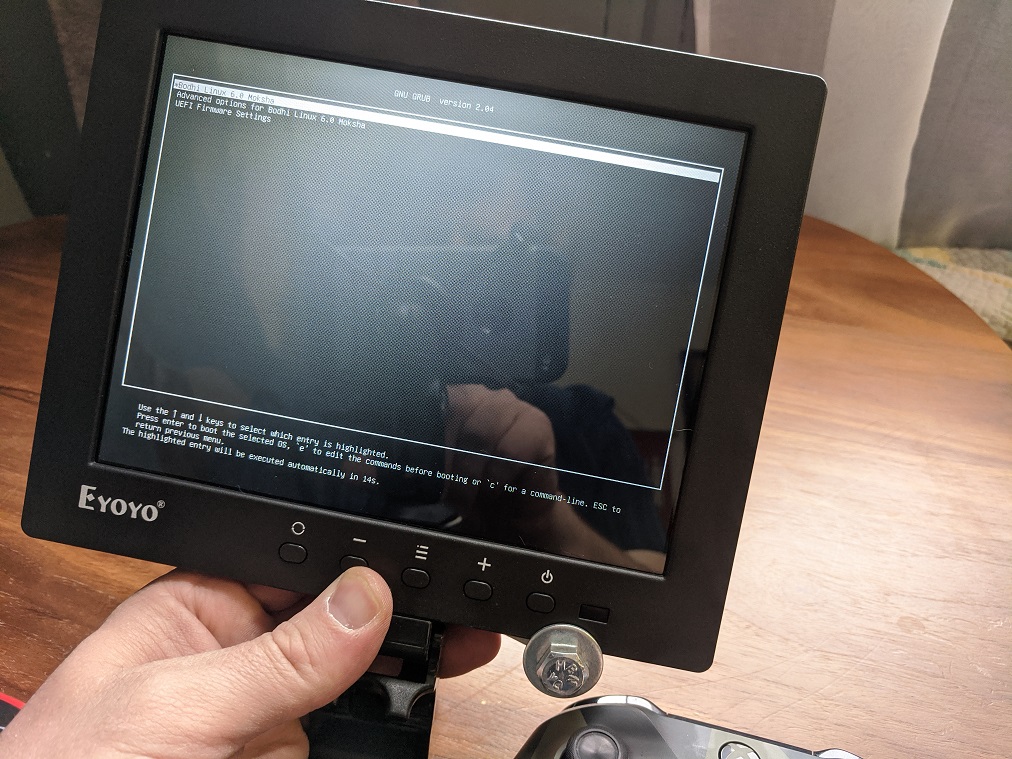 GNU GRUB version 2.04
*Bodhi Linux 6.0 Moksha
Advanced options for Bodhi Linux 6.0 Moksha
UEFI Firmware Settings
Use the ↑ and ↓ keys to select which entry is highlighted.
Press enter to boot the selected OS, `e' to edit the commands before booting or `c' for a command-line. ESC to
return previous menu.
The highlighted entry will be executed automatically in 14s.
EYOYO®